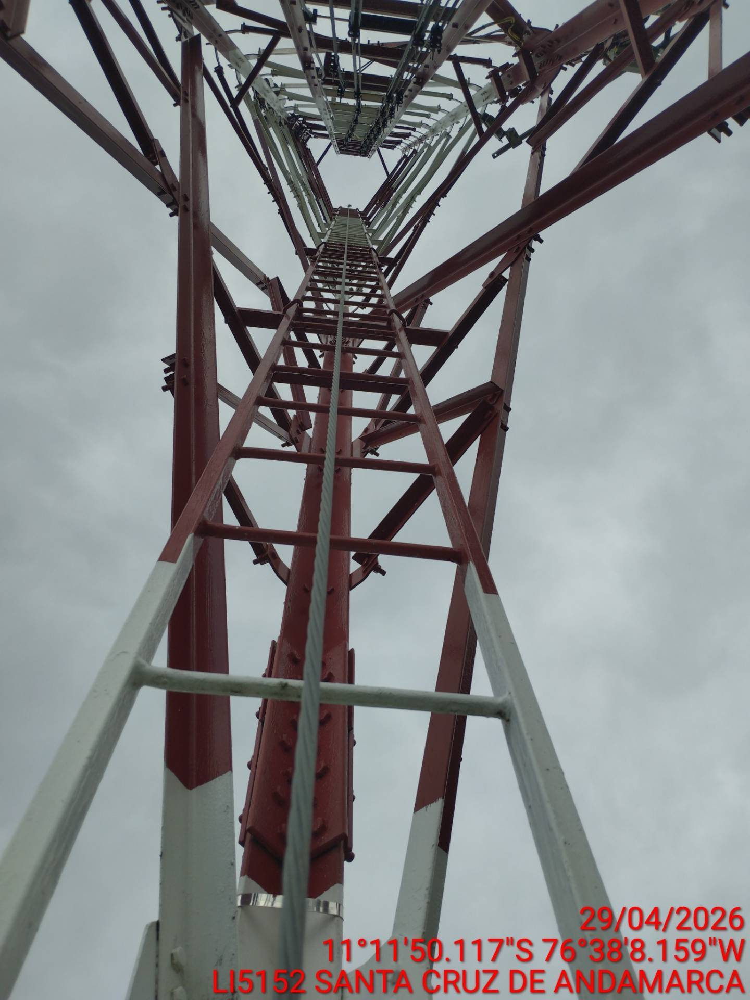 29/04/2026
11°11'50.117"S 76°38'8.159"W
LI5152 SANTA CRUZ DE ANDAMARCA